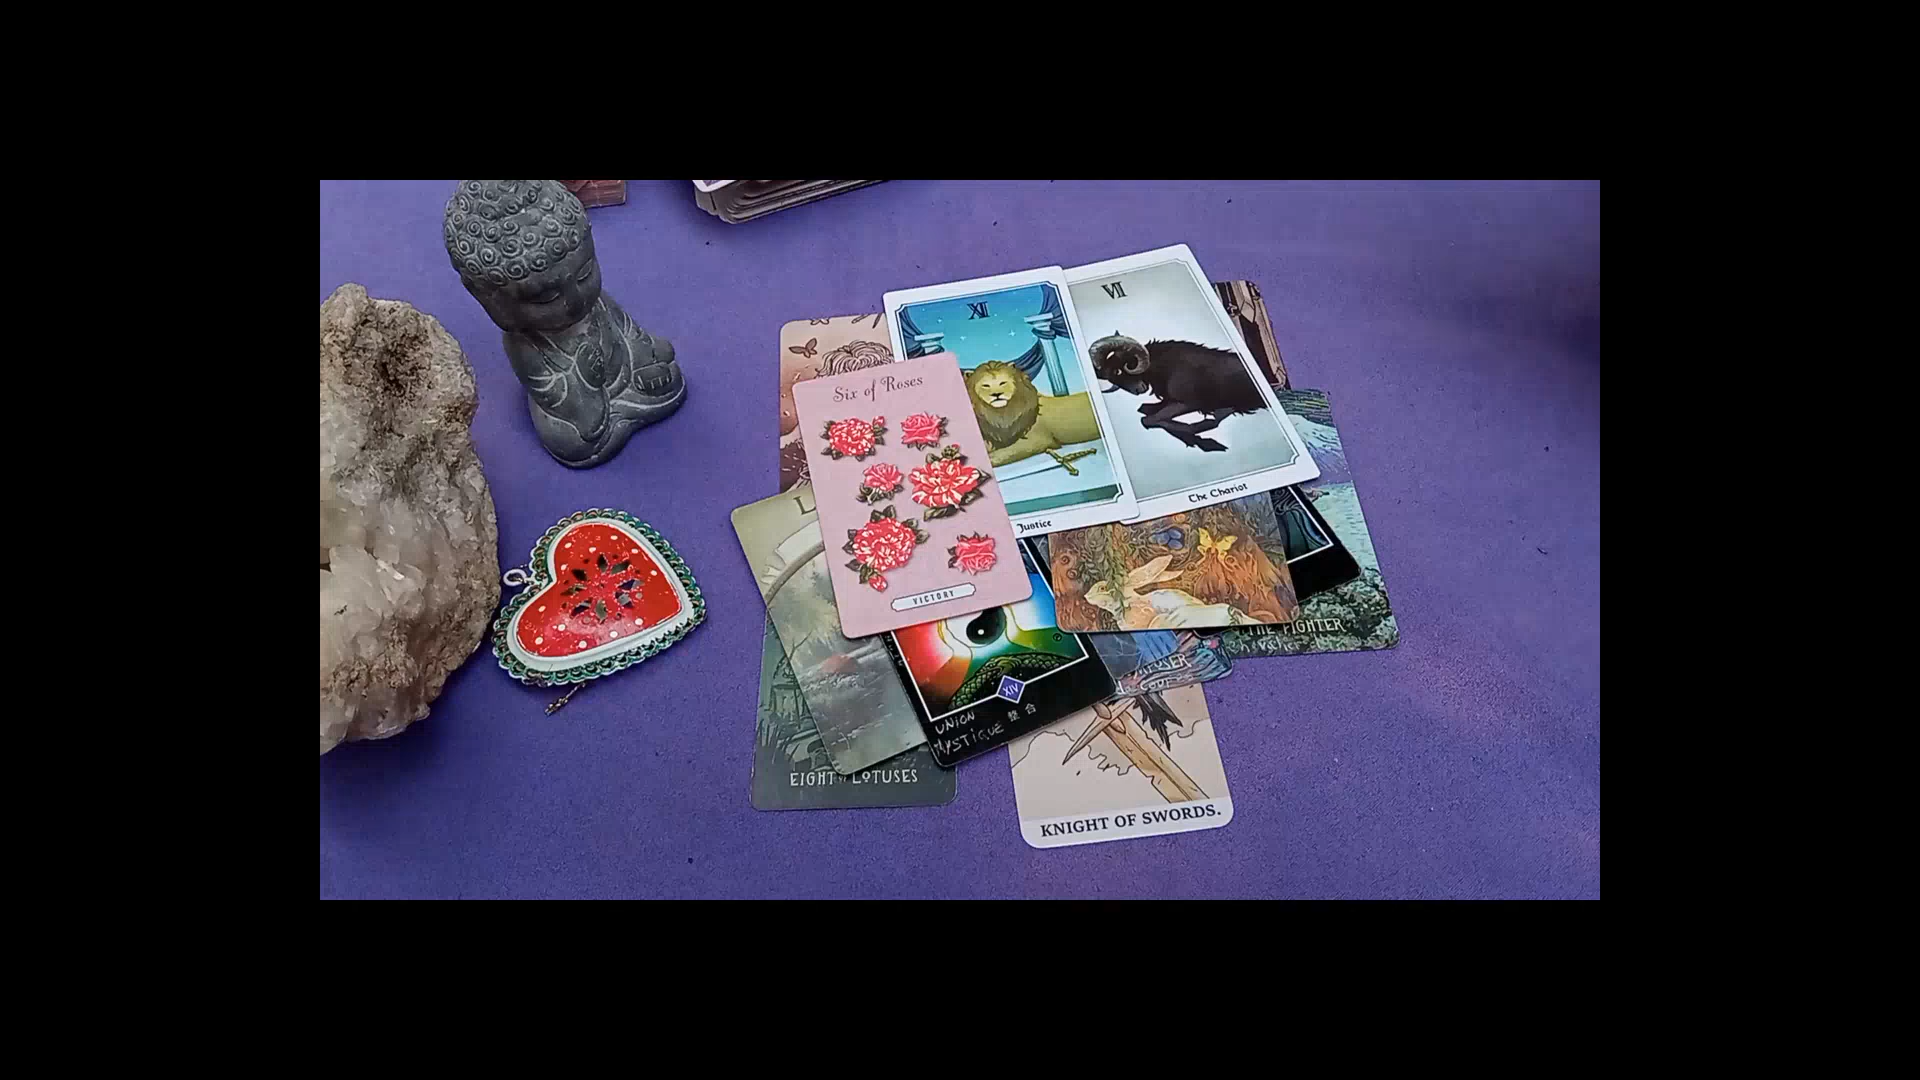 XI
VII
Six of Roses
L
The Chariot
Justice
VICTORY
THE FIGHTER
XIV
UNION 整合
MYSTIQUE
EIGHT OF LOTUSES
KNIGHT OF SWORDS.